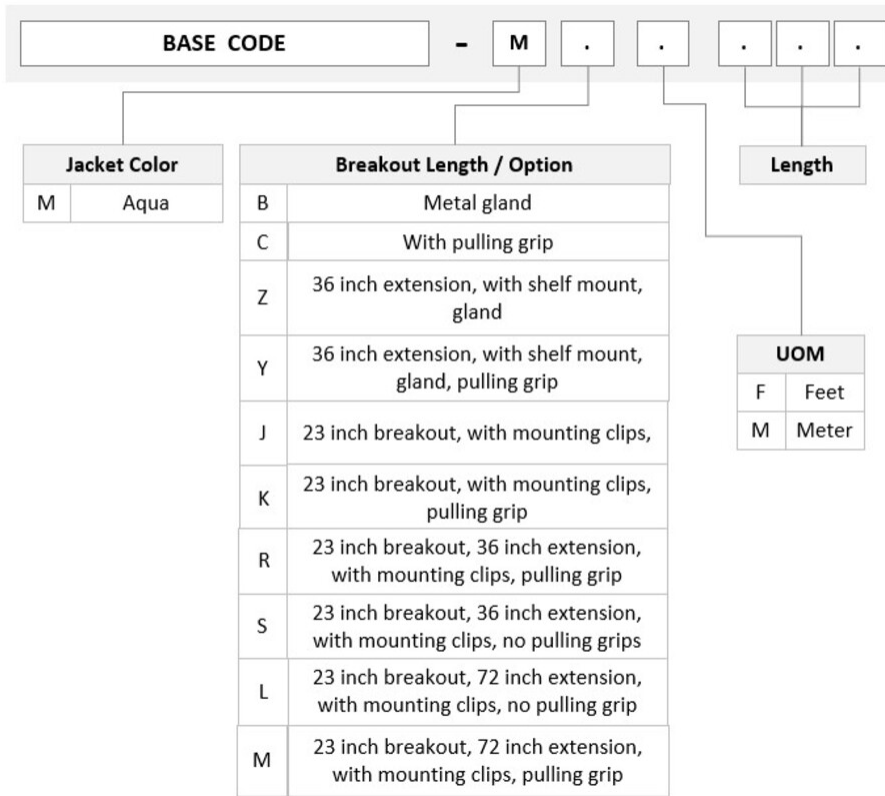 BASE CODE - M . . . . .
Jacket Color
M Aqua
Breakout Length / Option
B Metal gland
C With pulling grip
Z 36 inch extension, with shelf mount,
gland
Y 36 inch extension, with shelf mount,
gland, pulling grip
J 23 inch breakout, with mounting clips,
K 23 inch breakout, with mounting clips,
pulling grip
R 23 inch breakout, 36 inch extension,
with mounting clips, pulling grip
S 23 inch breakout, 36 inch extension,
with mounting clips, no pulling grips
L 23 inch breakout, 72 inch extension,
with mounting clips, no pulling grip
M 23 inch breakout, 72 inch extension,
with mounting clips, pulling grip
Length
UOM
F Feet
M Meter